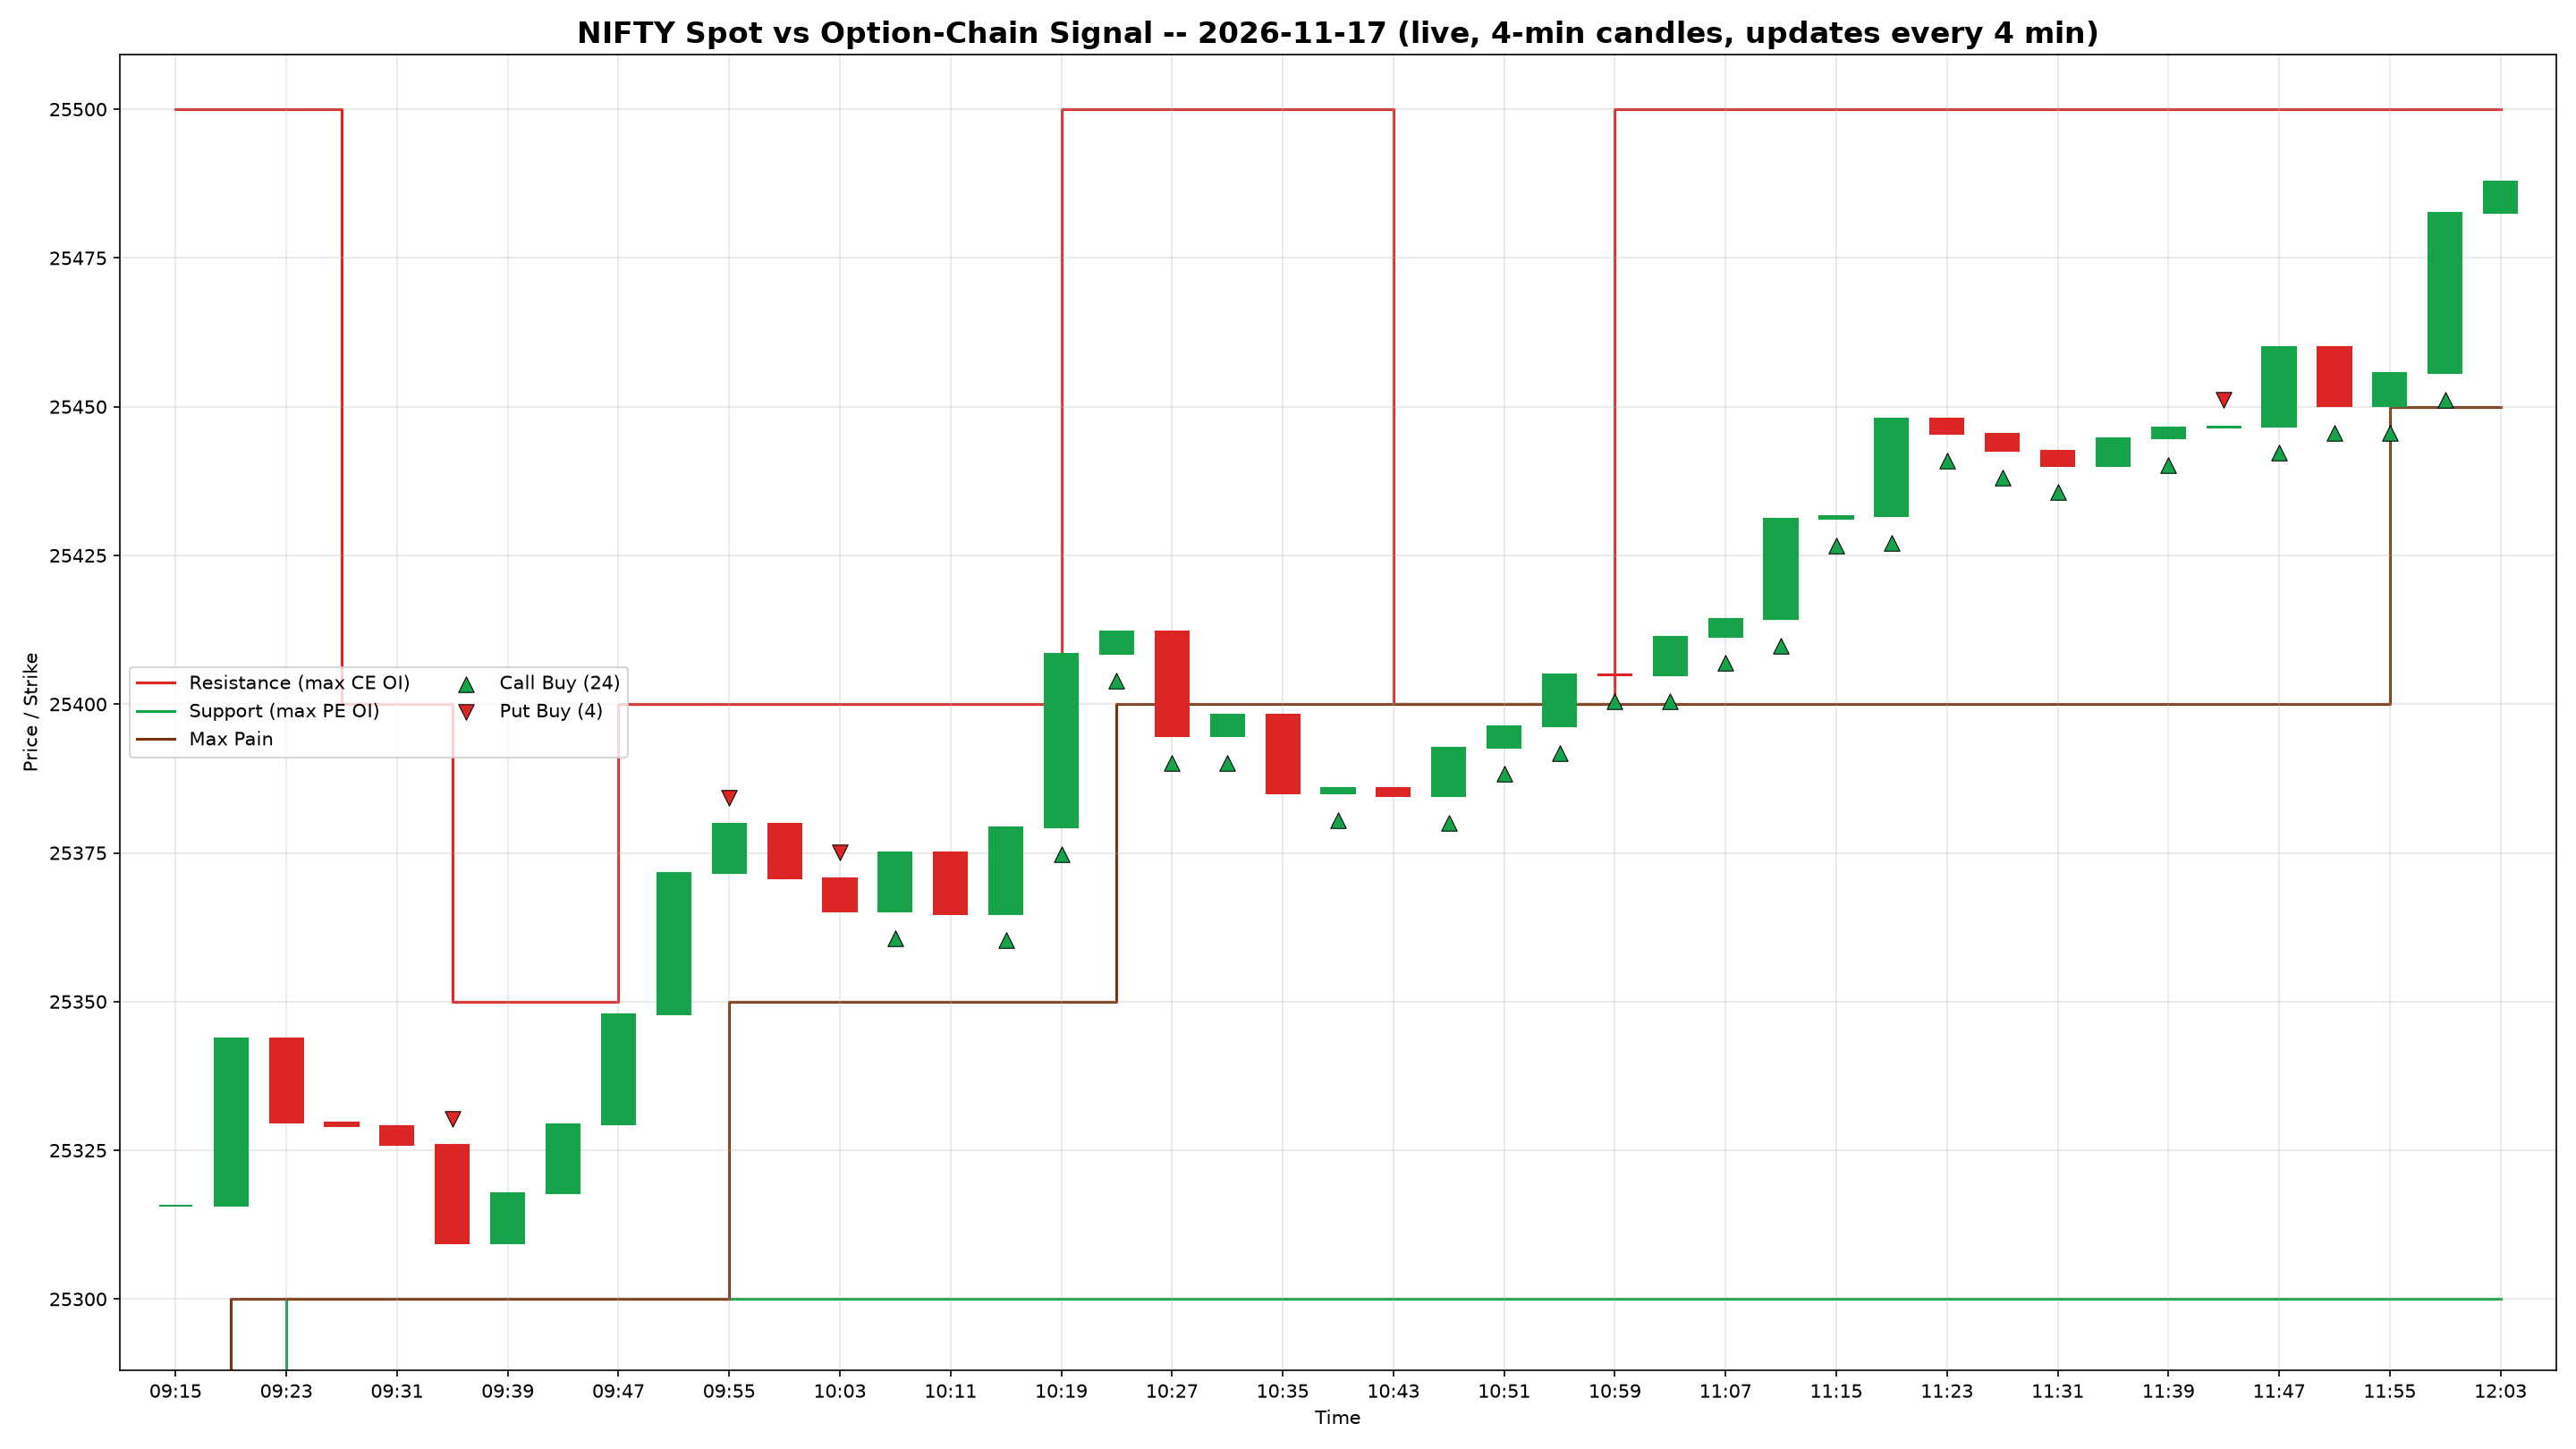 NIFTY Spot vs Option-Chain Signal -- 2026-11-17 (live, 4-min candles, updates every 4 min)
Price / Strike
25500
25475
25450
25425
25400
25375
25350
25325
25300
Resistance (max CE OI)
Support (max PE OI)
Max Pain
Call Buy (24)
Put Buy (4)
09:15 09:23 09:31 09:39 09:47 09:55 10:03 10:11 10:19 10:27 10:35 10:43 10:51 10:59 11:07 11:15 11:23 11:31 11:39 11:47 11:55 12:03
Time